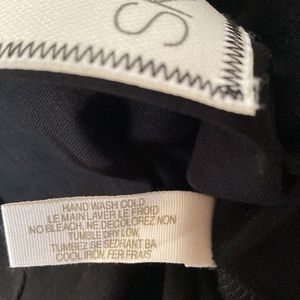 HAND WASH COLD
LE MAIN LAVER LE FROID
NO BLEACH, NE DECOLOREZ NON
TUMBLE DRY LOW,
TUMBEZ SE SEDRANT BA
COOL IRON, FER FRAIS